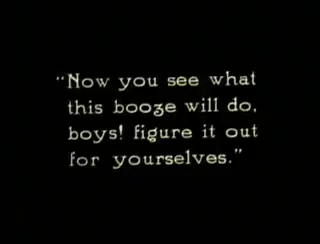 "Now you see what
this booze will do,
boys! figure it out
for yourselves."